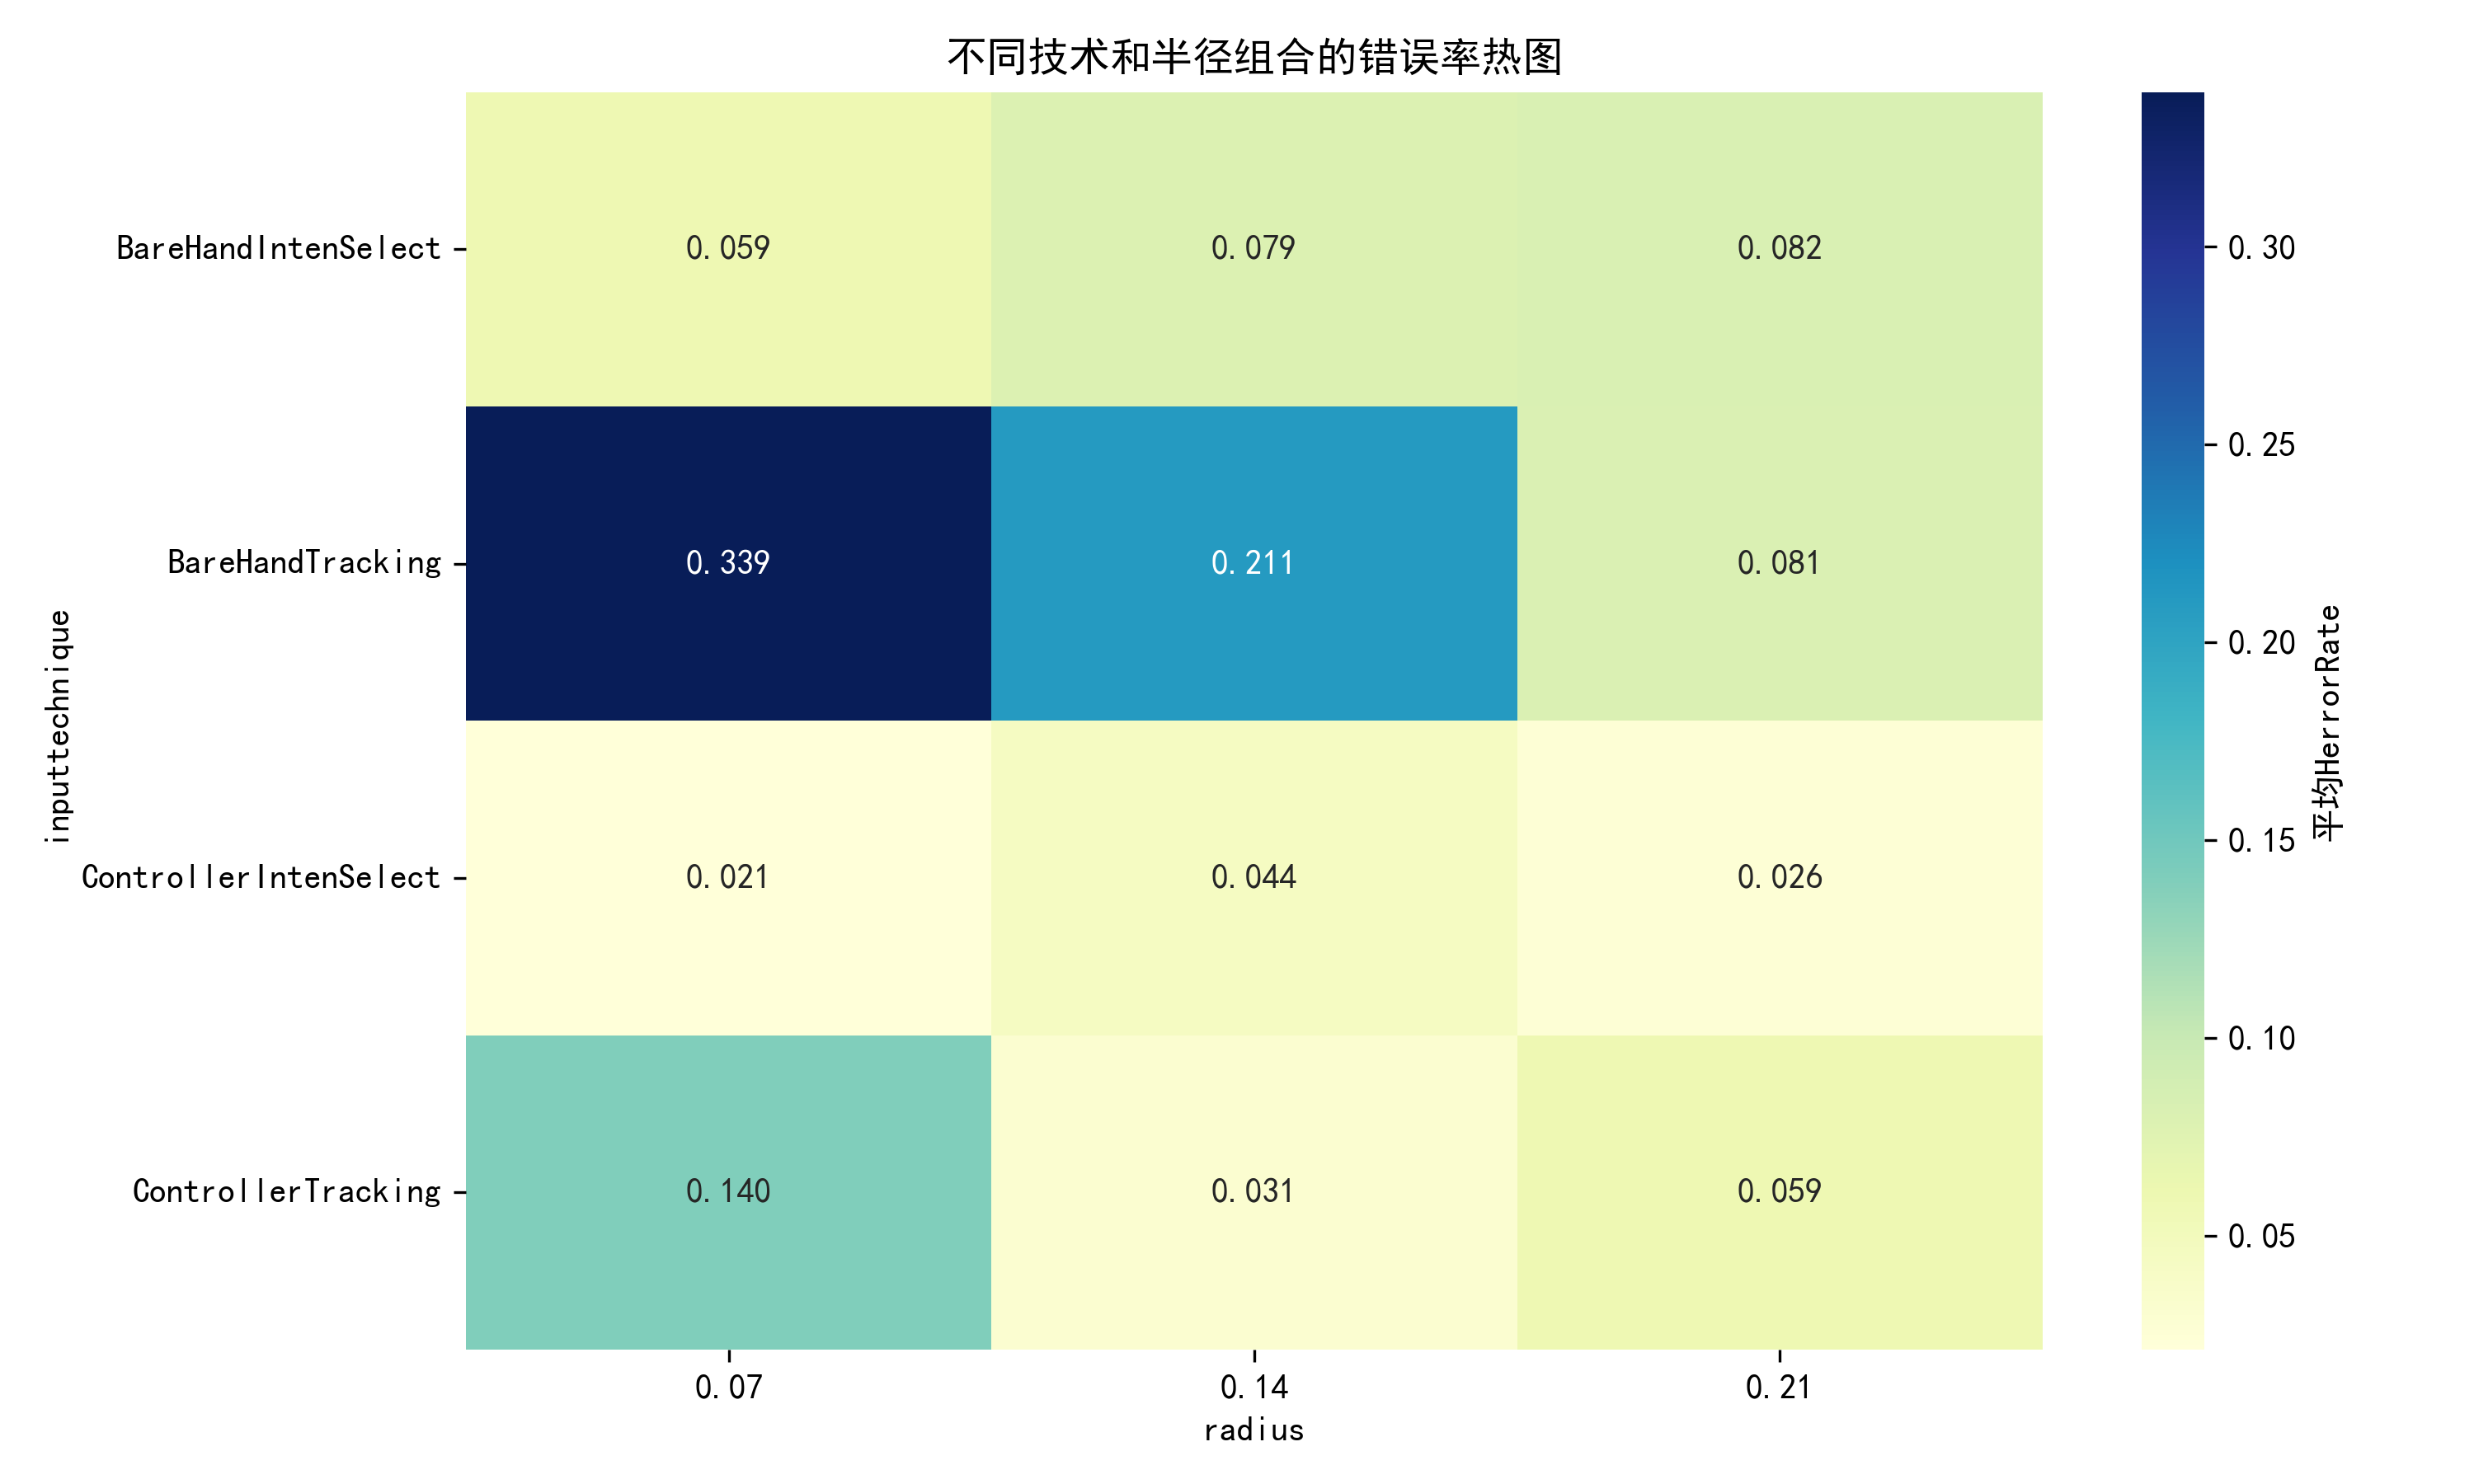 不同技术和半径组合的错误率热图
inputtechnique
BareHandIntenSelect
0.059
0.079
0.082
BareHandTracking
0.339
0.211
0.081
ControllerIntenSelect
0.021
0.044
0.026
ControllerTracking
0.140
0.031
0.059
0.07
0.14
0.21
radius
0.30
0.25
0.20
0.15
0.10
0.05
平均HerrorRate